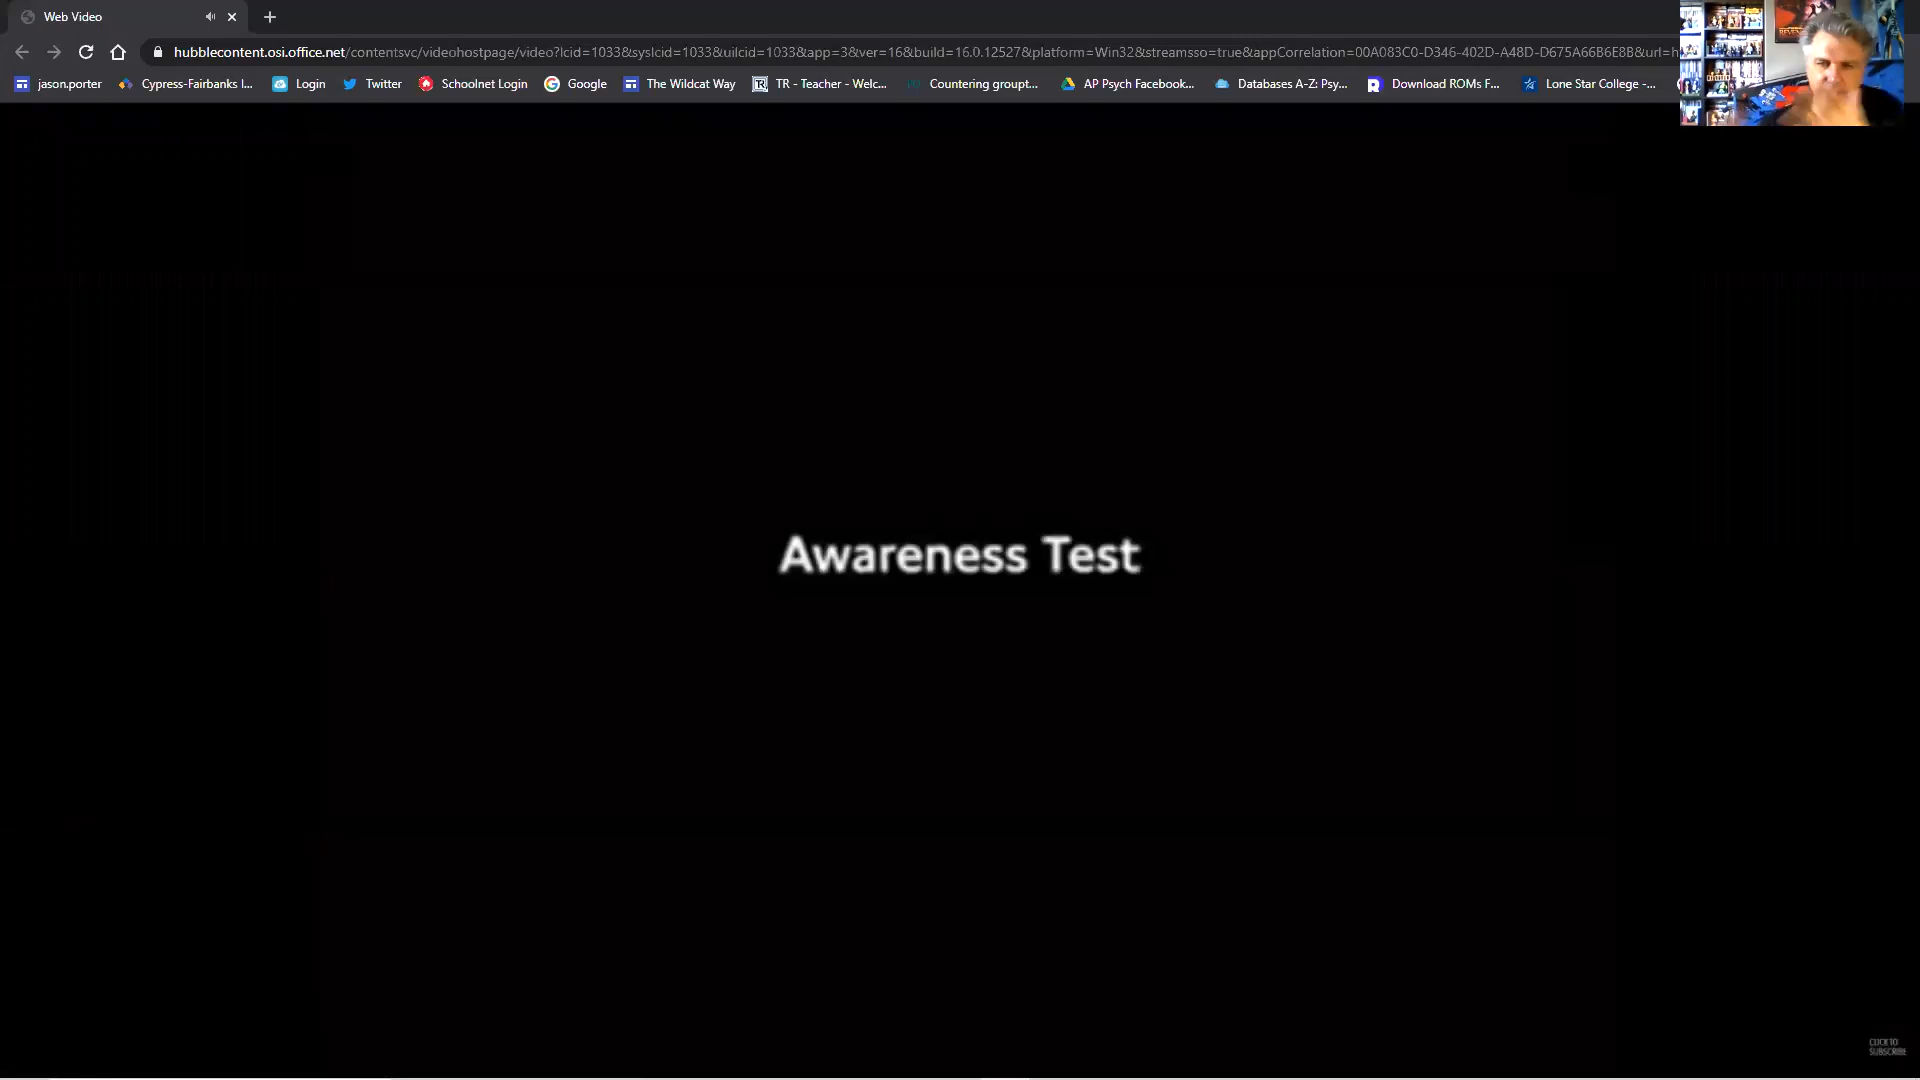 Web Video
hubblecontent.osi.office.net/contentsvc/videohostpage/video?lcid=1033&syslcid=1033&uilcid=1033&app=3&ver=16&build=16.0.12527&platform=Win32&streamsso=true&appCorrelation=00A083C0-D346-402D-A48D-D675A66B6E8B&url=h
jason.porter Cypress-Fairbanks I... Login Twitter Schoolnet Login Google The Wildcat Way TR - Teacher - Welc... Countering groupt... AP Psych Facebook... Databases A-Z: Psy... Download ROMs F... Lone Star College -...
Awareness Test
CLICK TO
SUBSCRIBE